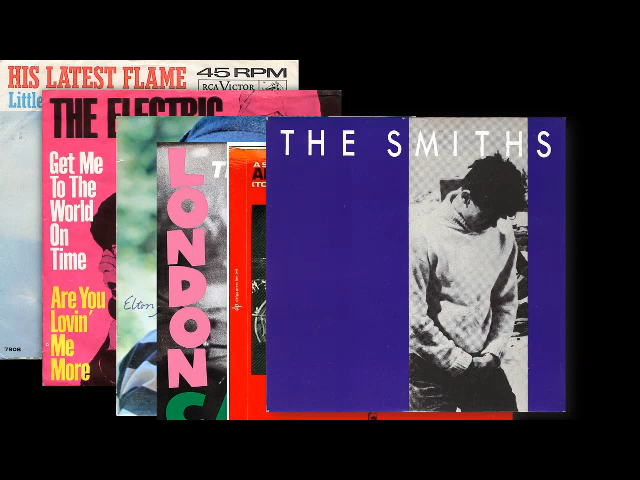 HIS LATEST FLAME
45 RPM
RCA VICTOR
Little
7908
THE ELECTRIC
Get Me
To The
World
On
Time
Are You
Lovin'
Me
More
Elton
LONDON
THE SMITHS